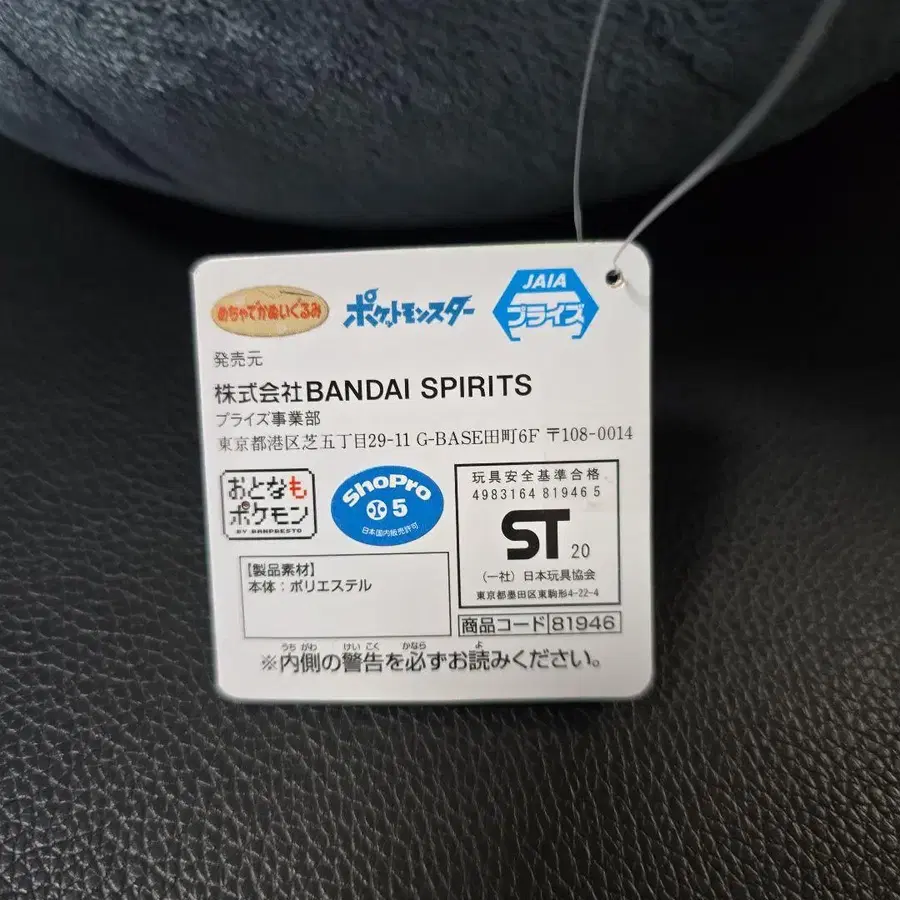 めちゃでかぬいぐるみ
ポケットモンスター
JAIA
プライズ
発売元
株式会社BANDAI SPIRITS
プライズ事業部
東京都港区芝五丁目29-11 G-BASE田町6F 〒108-0014
おとなも
ポケモン
BY BANPRESTO
ShoPro
5
日本国内販売許可
玩具安全基準合格
4983164 81946 5
ST 20
(一社) 日本玩具協会
東京都墨田区東駒形4-22-4
【製品素材】
本体:ポリエステル
商品コード 81946
うちがわ けいこく かなら よ
※内側の警告を必ずお読みください。